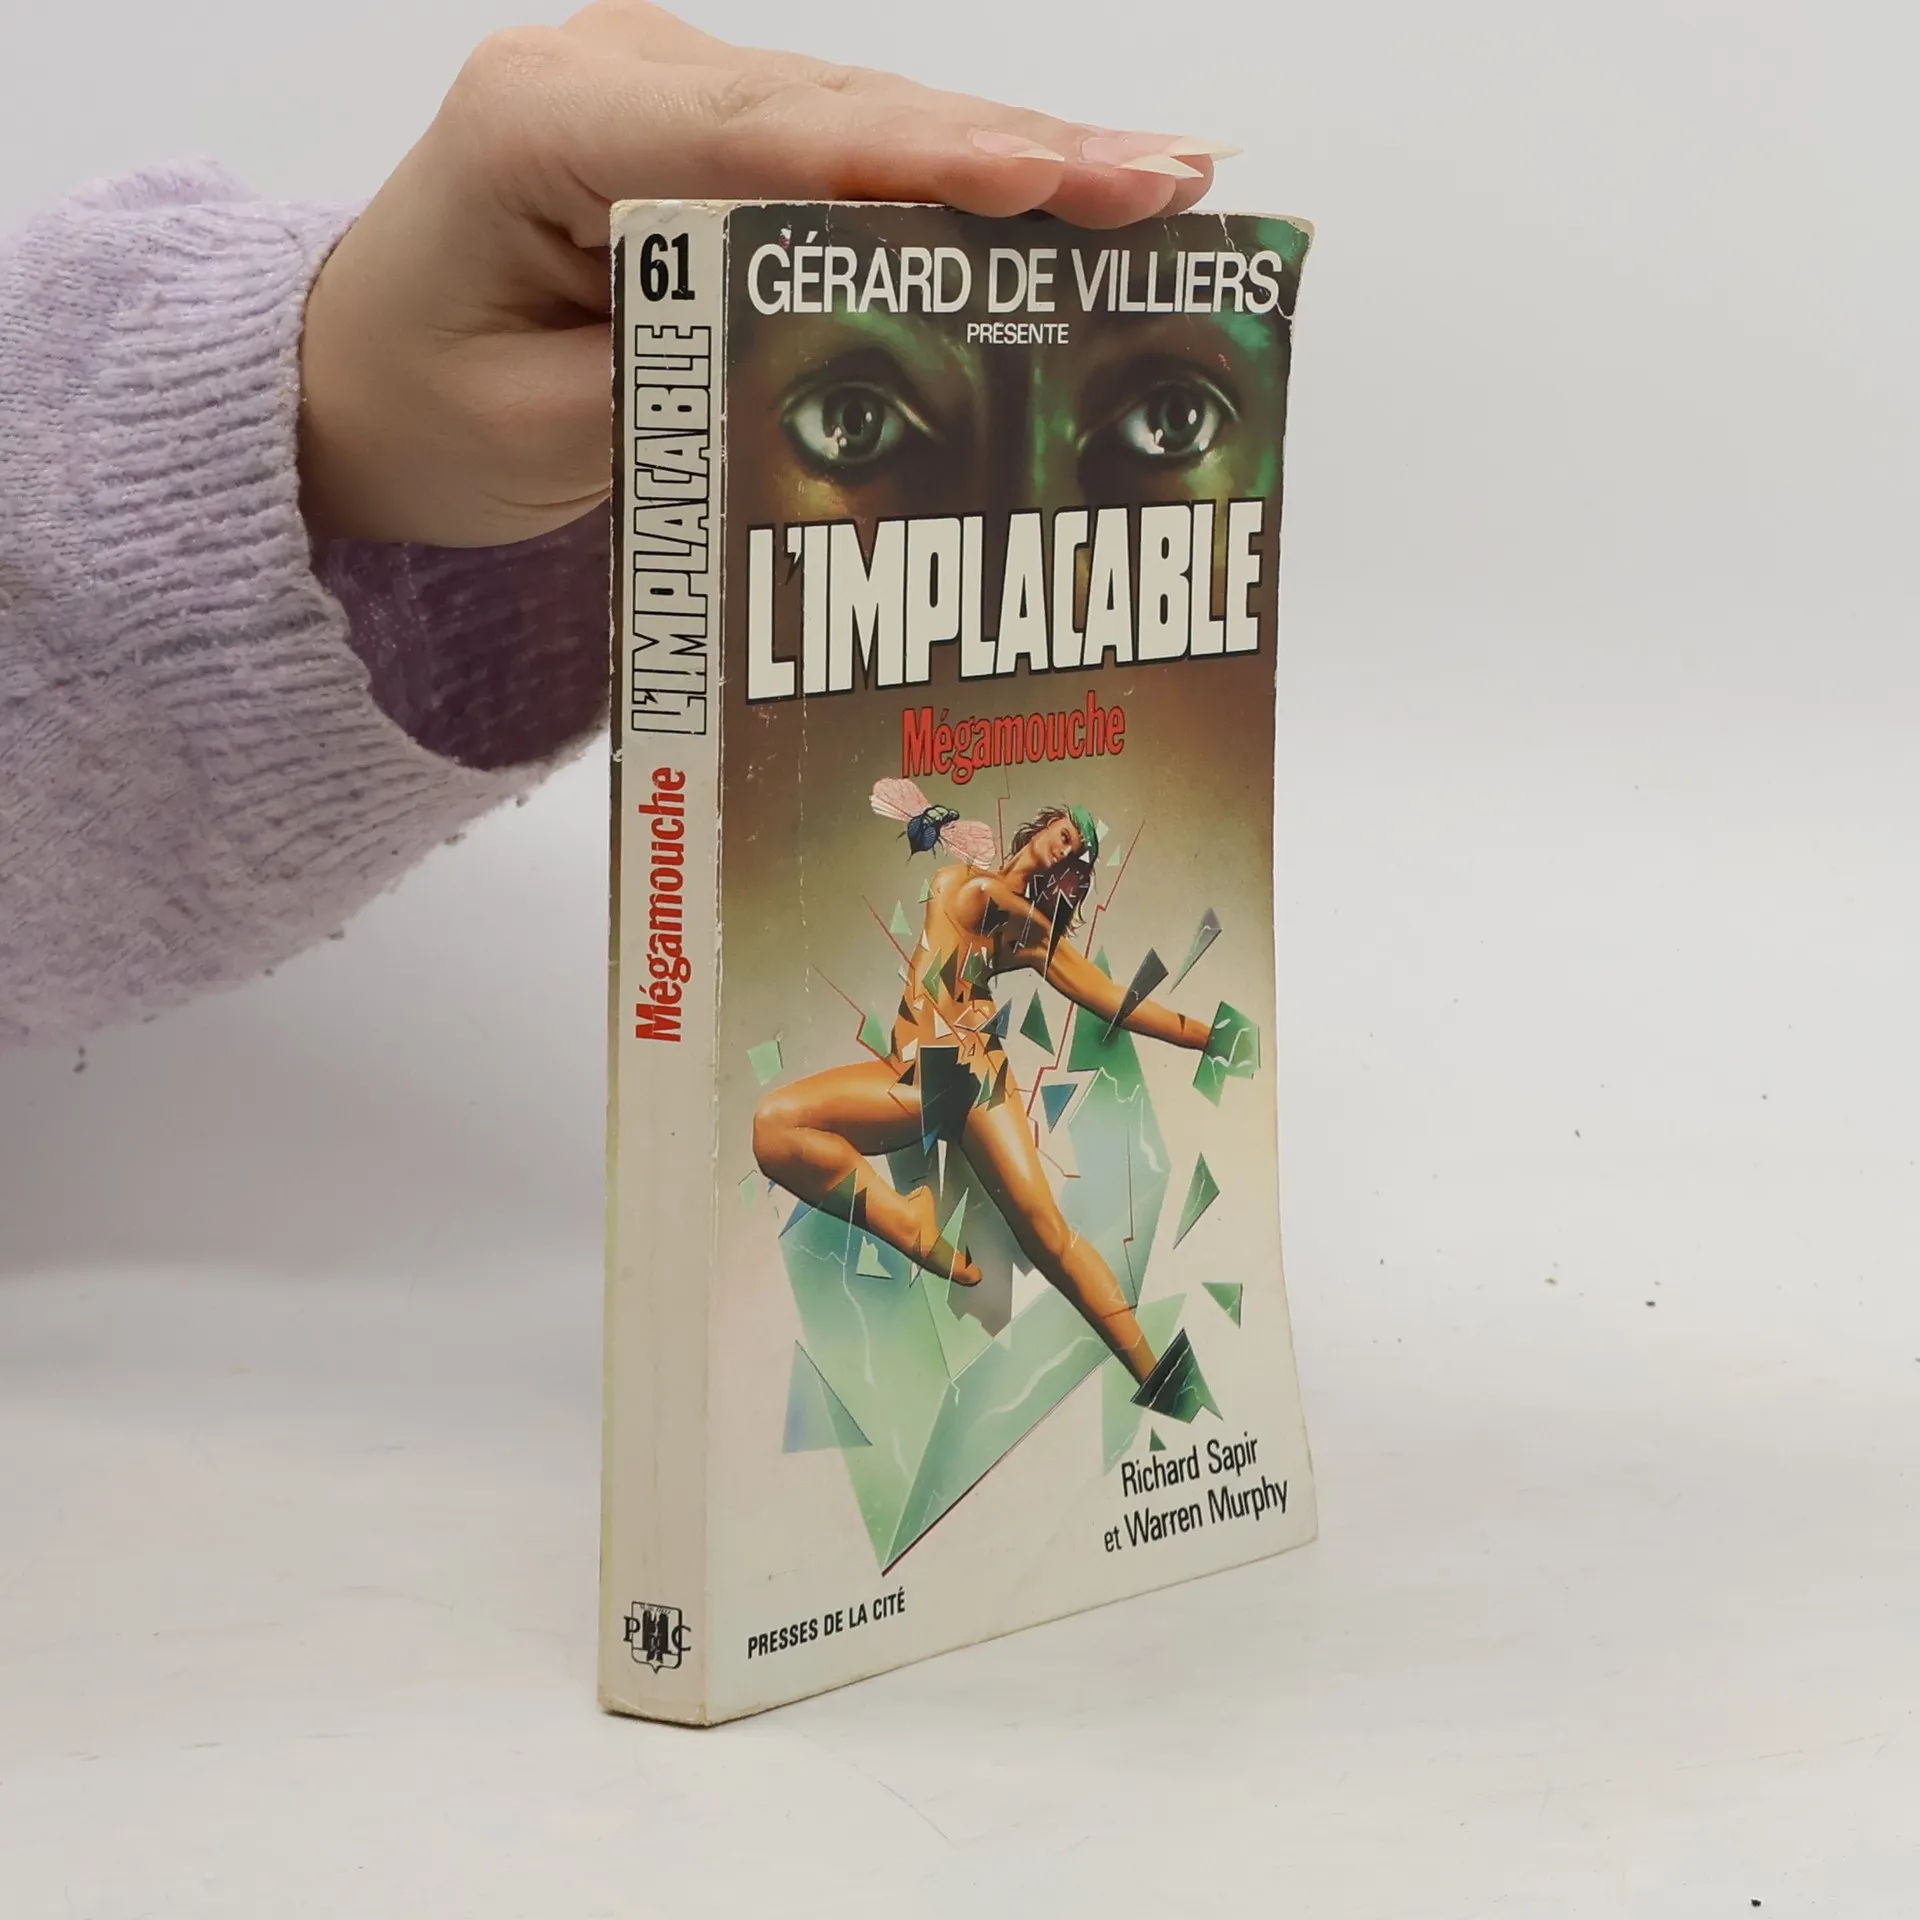 61
L'IMPLACABLE
Mégamouche
GÉRARD DE VILLIERS
PRÉSENTE
L'IMPLACABLE
Mégamouche
Richard Sapir
et Warren Murphy
PRESSES DE LA CITÉ
P C